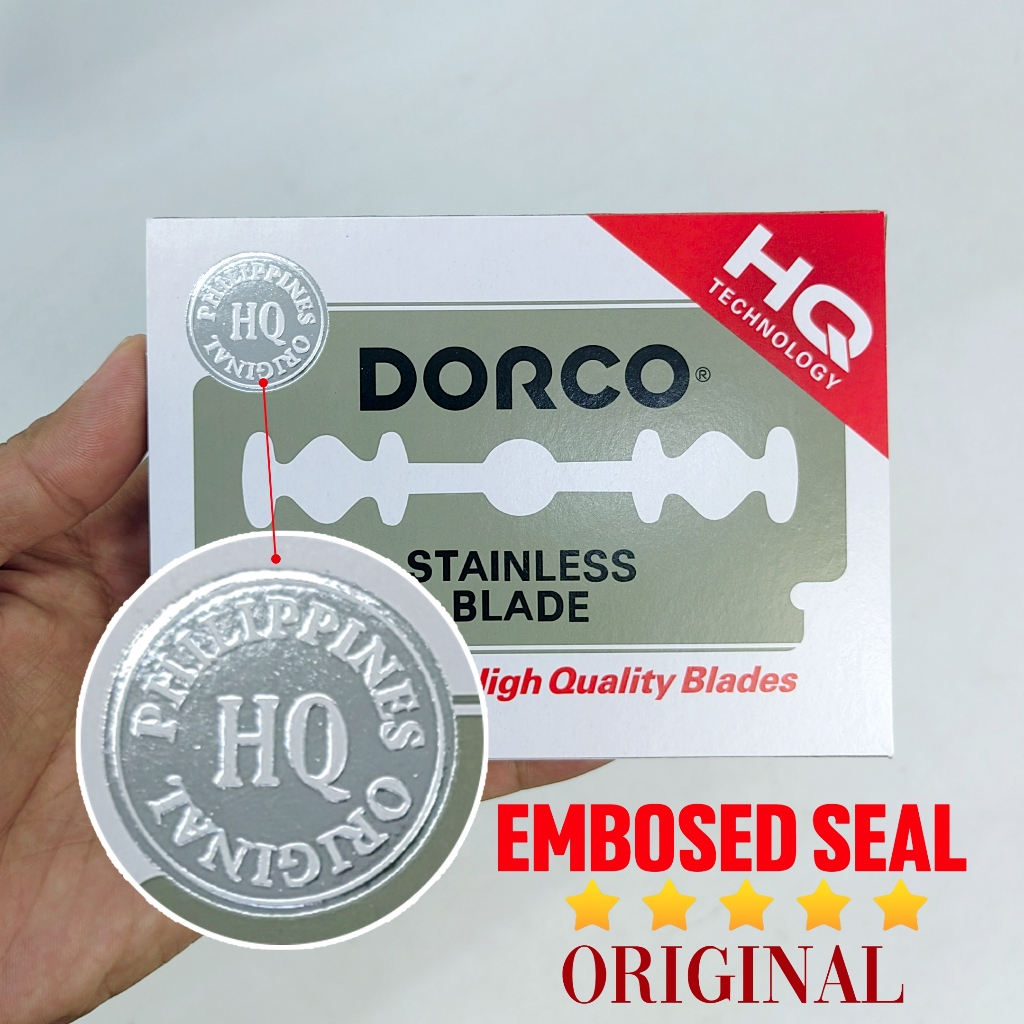 PHILIPPINES ORIGINAL
HQ
HQ
TECHNOLOGY
DORCO®
STAINLESS
BLADE
High Quality Blades
PHILIPPINES ORIGINAL
HQ
EMBOSED SEAL
ORIGINAL